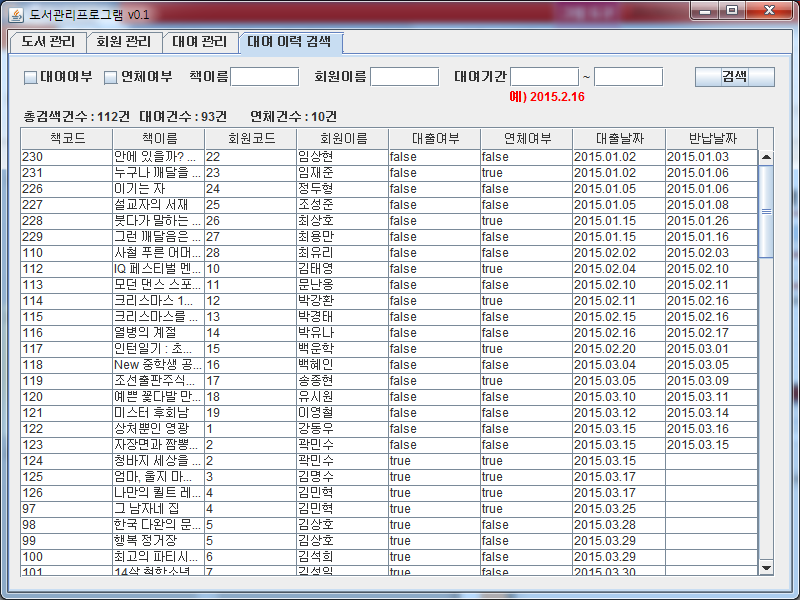 도서관리프로그램 v0.1
도서 관리 회원 관리 대여 관리 대여 이력 검색
대여여부 연체여부 책이름 회원이름 대여기간 ~ 검색
예) 2015.2.16
총검색건수 : 112건 대여건수 : 93건 연체건수 : 10건
책코드 책이름 회원코드 회원이름 대출여부 연체여부 대출날짜 반납날짜
230 안에 있을까? ... 22 임상현 false false 2015.01.02 2015.01.03
231 누구나 깨달을 ... 23 임재준 false true 2015.01.02 2015.01.06
226 이기는 자 24 정두형 false false 2015.01.05 2015.01.06
227 설교자의 서재 25 조성준 false false 2015.01.05 2015.01.08
228 붓다가 말하는 ... 26 최상호 false true 2015.01.15 2015.01.26
229 그런 깨달음은 ... 27 최용만 false false 2015.01.15 2015.01.16
110 사철 푸른 어머... 28 최유리 false false 2015.02.02 2015.02.03
112 IQ 페스티벌 멘... 10 김태영 false true 2015.02.04 2015.02.10
113 모던 댄스 스포... 11 문난옹 false false 2015.02.10 2015.02.11
114 크리스마스 1... 12 박강환 false true 2015.02.11 2015.02.16
115 크리스마스를 ... 13 박경태 false false 2015.02.15 2015.02.16
116 열병의 계절 14 박유나 false false 2015.02.16 2015.02.17
117 인턴일기 : 초... 15 백운학 false true 2015.02.20 2015.03.01
118 New 중학생 공... 16 백혜인 false false 2015.03.04 2015.03.05
119 조선출판주식... 17 송종현 false true 2015.03.05 2015.03.09
120 예쁜 꽃다발 만... 18 유시원 false false 2015.03.10 2015.03.11
121 미스터 후회남 19 이영철 false false 2015.03.12 2015.03.14
122 상처뿐인 영광 1 강동우 false false 2015.03.15 2015.03.16
123 자장면과 짬뽕... 2 곽민수 false false 2015.03.15 2015.03.15
124 청바지 세상을 ... 2 곽민수 true true 2015.03.15
125 엄마, 울지 마... 3 김명수 true true 2015.03.17
126 나만의 퀼트 레... 4 김민혁 true true 2015.03.17
97 그 남자네 집 4 김민혁 true true 2015.03.25
98 한국 다완의 문... 5 김상호 true false 2015.03.28
99 행복 정거장 5 김상호 true false 2015.03.29
100 최고의 파티시... 6 김석희 true false 2015.03.29
101 14살 철학소년 7 김성일 true false 2015.03.30